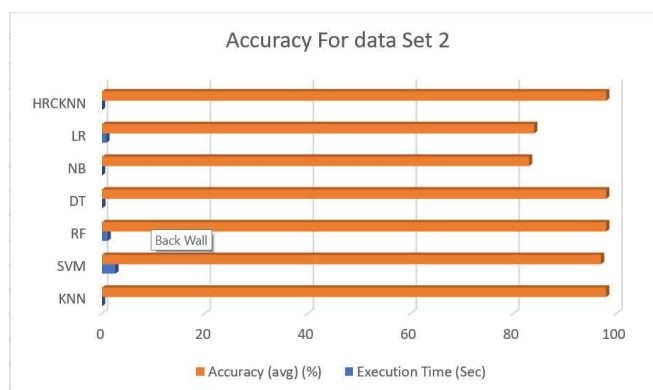 Accuracy For data Set 2
HRCKNN
LR
NB
DT
RF
Back Wall
SVM
KNN
0 20 40 60 80 100
Accuracy (avg) (%) Execution Time (Sec)